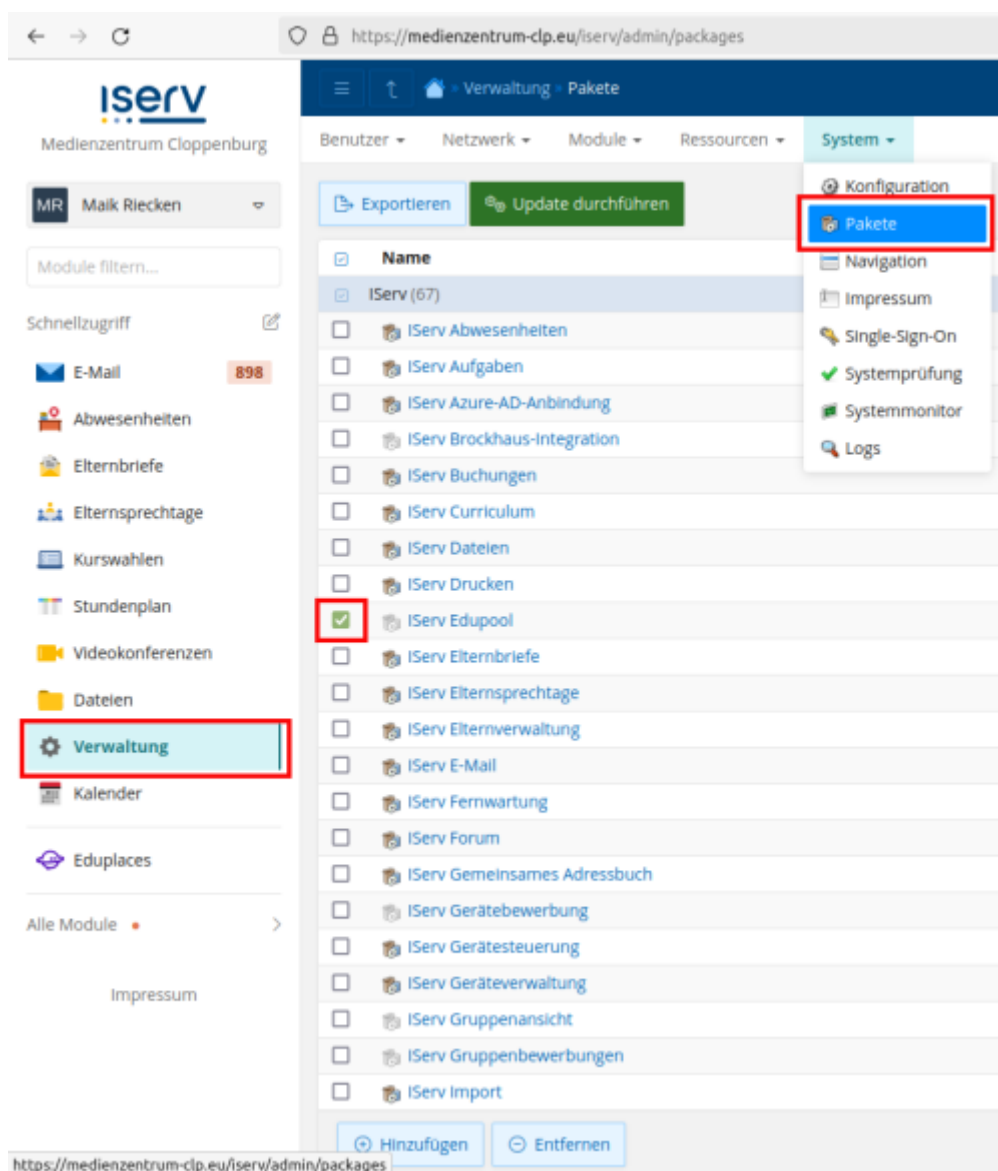 https://medienzentrum-clp.eu/iserv/admin/packages
Iserv
Medienzentrum Cloppenburg
MR Maik Riecken
Module filtern...
Schnellzugriff
E-Mail 898
Abwesenheiten
Elternbriefe
Elternsprechtage
Kurswahlen
Stundenplan
Videokonferenzen
Dateien
Verwaltung
Kalender
Eduplaces
Alle Module
Impressum
Verwaltung Pakete
Benutzer Netzwerk Module Ressourcen System
Exportieren Update durchführen
Konfiguration
Pakete
Navigation
Impressum
Single-Sign-On
Systemprüfung
Systemmonitor
Logs
Name
IServ (67)
IServ Abwesenheiten
IServ Aufgaben
IServ Azure-AD-Anbindung
IServ Brockhaus-Integration
IServ Buchungen
IServ Curriculum
IServ Dateien
IServ Drucken
IServ Edupool
IServ Elternbriefe
IServ Elternsprechtage
IServ Elternverwaltung
IServ E-Mail
IServ Fernwartung
IServ Forum
IServ Gemeinsames Adressbuch
IServ Gerätebewerbung
IServ Gerätesteuerung
IServ Geräteverwaltung
IServ Gruppenansicht
IServ Gruppenbewerbungen
IServ Import
Hinzufügen Entfernen
https://medienzentrum-clp.eu/iserv/admin/packages